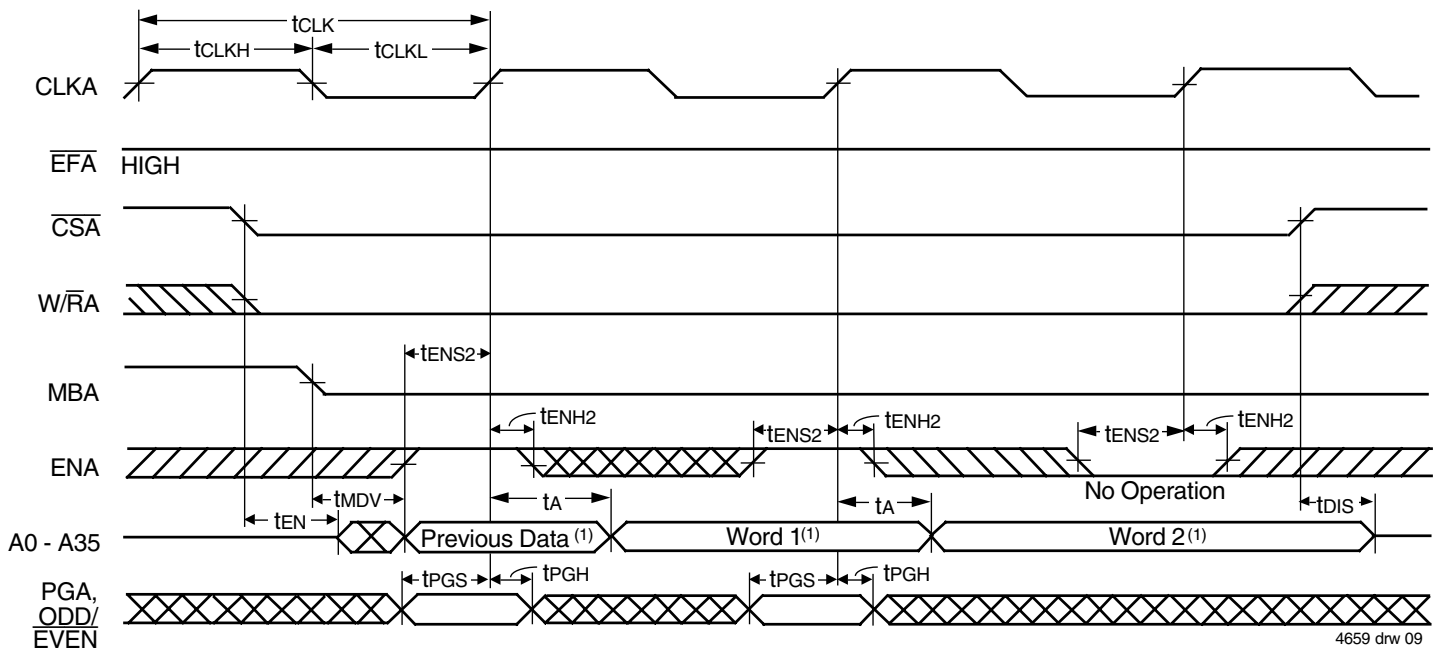 tCLK
tCLKH
tCLKL
CLKA
EFA
HIGH
CSA
W/RA
tENS2
MBA
tENH2
tENS2
tENH2
tENS2
tENH2
ENA
No Operation
tMDV
tA
tA
tEN
tDIS
A0 - A35
Previous Data (1)
Word 1(1)
Word 2(1)
tPGS
tPGH
tPGS
tPGH
PGA,
ODD/
EVEN
4659 drw 09